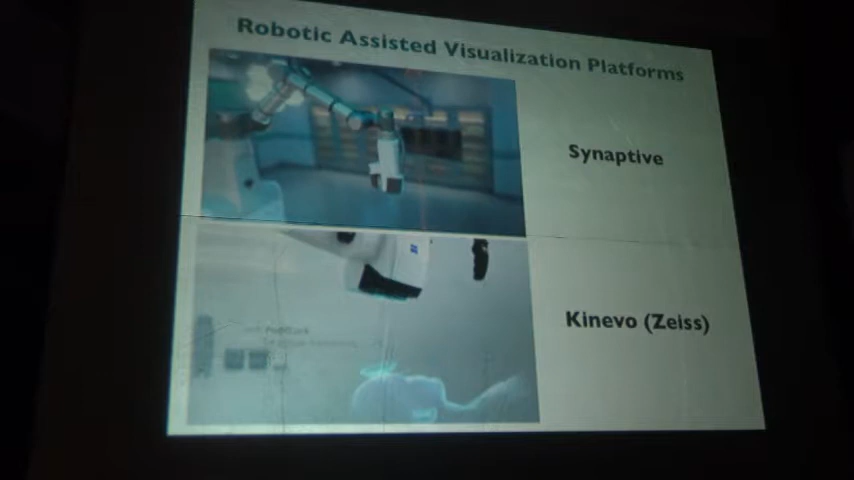 Robotic Assisted Visualization Platforms
Synaptive
Kinevo (Zeiss)